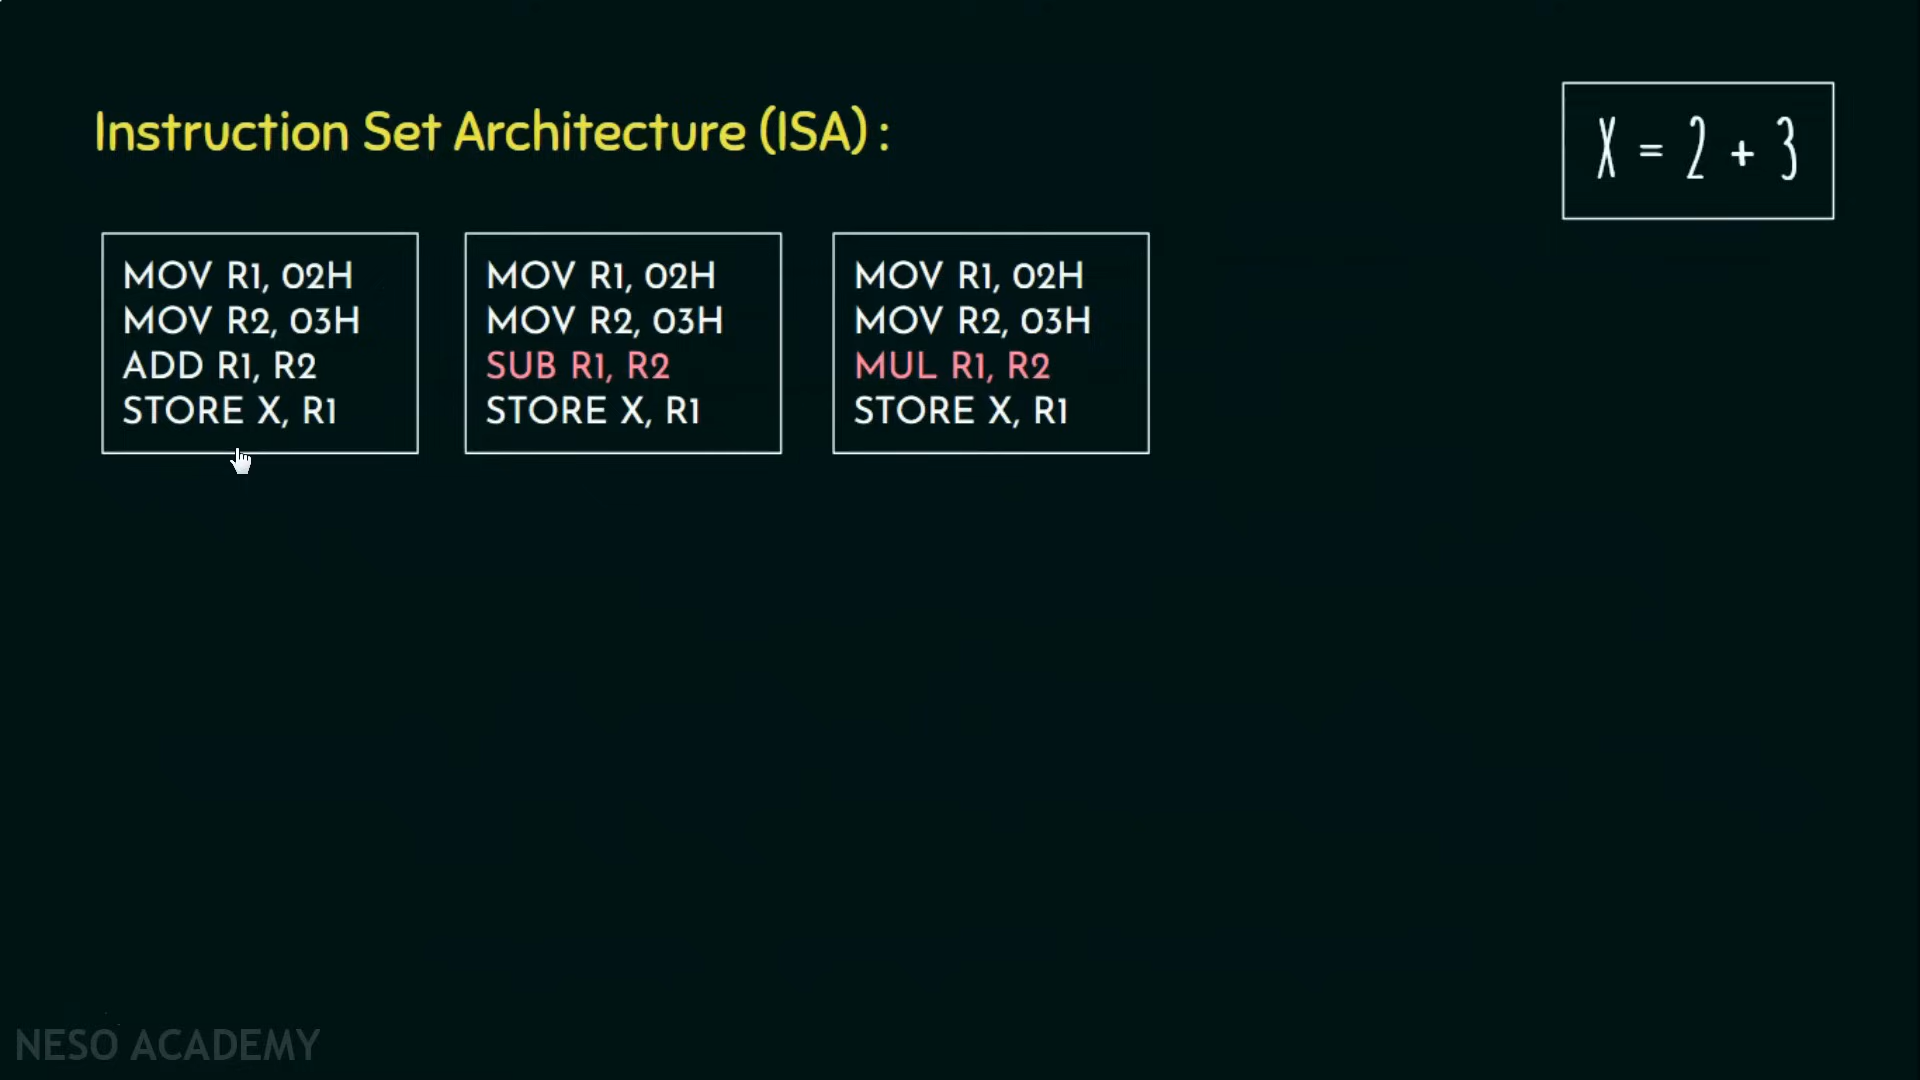 Instruction Set Architecture (ISA) :
X = 2 + 3
MOV R1, 02H
MOV R2, 03H
ADD R1, R2
STORE X, R1
MOV R1, 02H
MOV R2, 03H
SUB R1, R2
STORE X, R1
MOV R1, 02H
MOV R2, 03H
MUL R1, R2
STORE X, R1
NESO ACADEMY